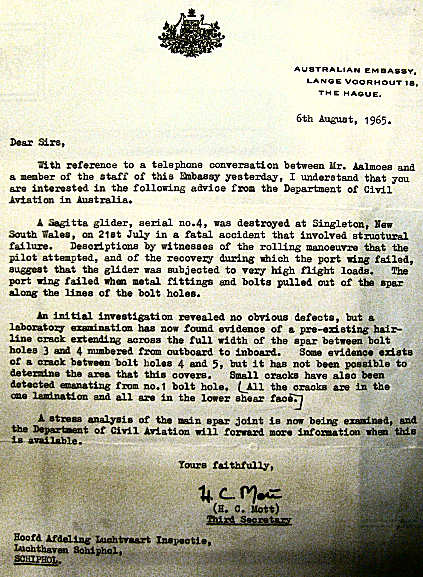 AUSTRALIAN EMBASSY,
LANGE VOORHOUT 18,
THE HAGUE.
6th August, 1965.
Dear Sirs,
With reference to a telephone conversation between Mr. Aalmoes and
a member of the staff of this Embassy yesterday, I understand that you
are interested in the following advice from the Department of Civil
Aviation in Australia.
A Sagitta glider, serial no.4, was destroyed at Singleton, New
South Wales, on 21st July in a fatal accident that involved structural
failure. Descriptions by witnesses of the rolling manoeuvre that the
pilot attempted, and of the recovery during which the port wing failed,
suggest that the glider was subjected to very high flight loads. The
port wing failed when metal fittings and bolts pulled out of the spar
along the lines of the bolt holes.
An initial investigation revealed no obvious defects, but a
laboratory examination has now found evidence of a pre-existing hair-
line crack extending across the full width of the spar between bolt
holes 3 and 4 numbered from outboard to inboard. Some evidence exists
of a crack between bolt holes 4 and 5, but it has not been possible to
determine the area that this covers. Small cracks have also been
detected emanating from no.1 bolt hole, (All the cracks are in the
one lamination and all are in the lower shear face.)
A stress analysis of the main spar joint is now being examined, and
the Department of Civil Aviation will forward more information when this
is available.
Yours faithfully,
H C Mott
(H. C. Mott)
Third Secretary
Hoofd Afdeling Luchtvaart Inspectie,
Luchthaven Schiphol,
SCHIPHOL.